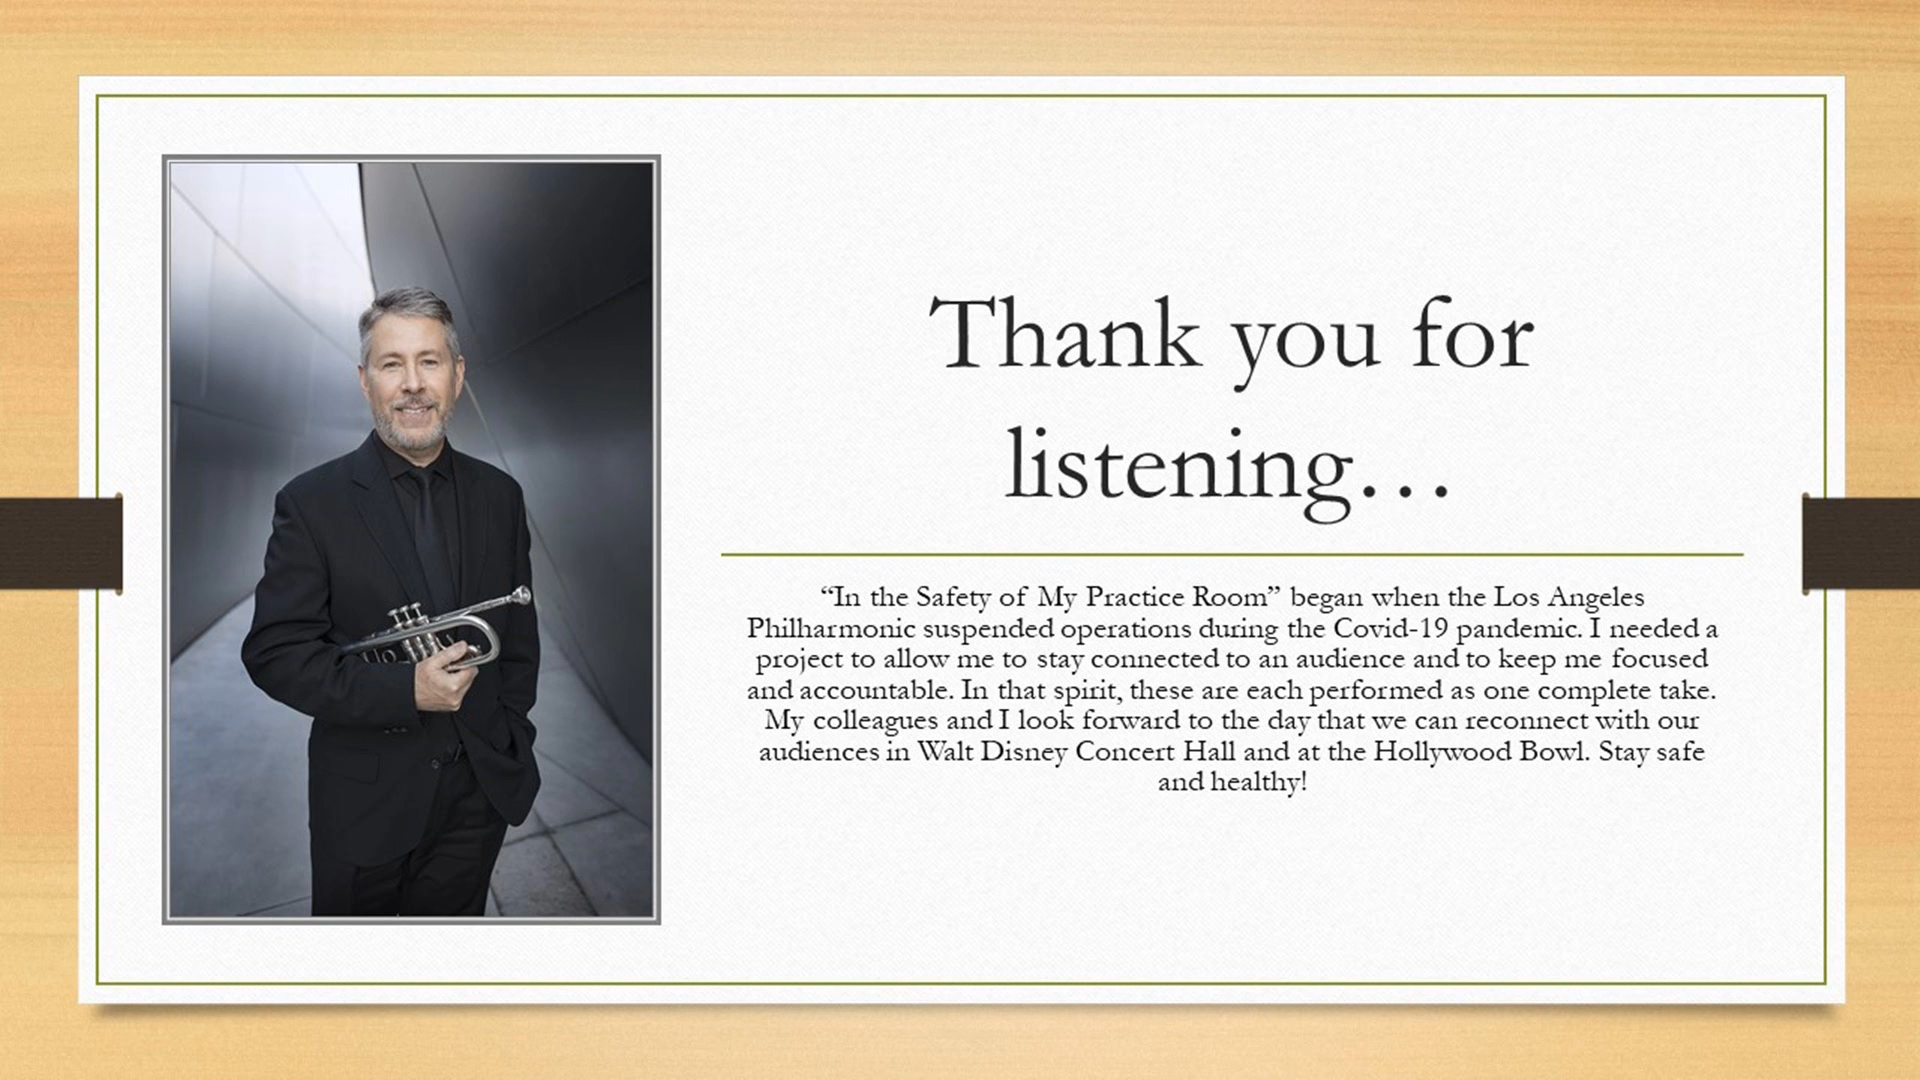 Thank you for
listening…
“In the Safety of My Practice Room” began when the Los Angeles
Philharmonic suspended operations during the Covid-19 pandemic. I needed a
project to allow me to stay connected to an audience and to keep me focused
and accountable. In that spirit, these are each performed as one complete take.
My colleagues and I look forward to the day that we can reconnect with our
audiences in Walt Disney Concert Hall and at the Hollywood Bowl. Stay safe
and healthy!